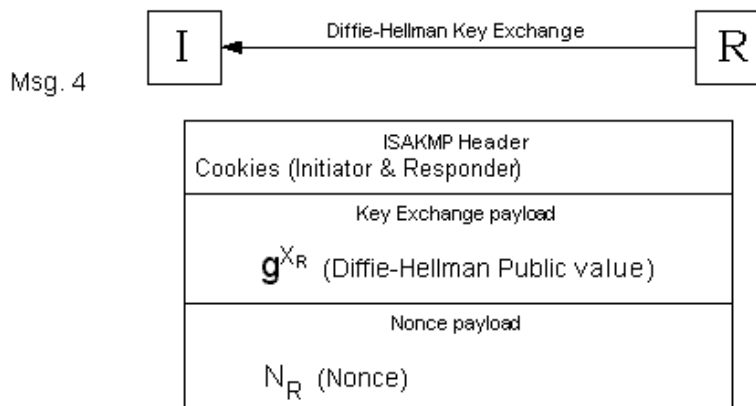 I Diffie-Hellman Key Exchange R
Msg. 4
ISAKMP Header
Cookies (Initiator & Responder)
Key Exchange payload
g^XR (Diffie-Hellman Public value)
Nonce payload
NR (Nonce)